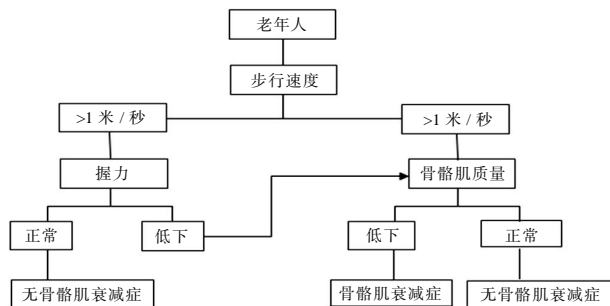 老年人
步行速度
>1 米 / 秒
>1 米 / 秒
握力
骨骼肌质量
正常
低下
低下
正常
无骨骼肌衰减症
骨骼肌衰减症
无骨骼肌衰减症